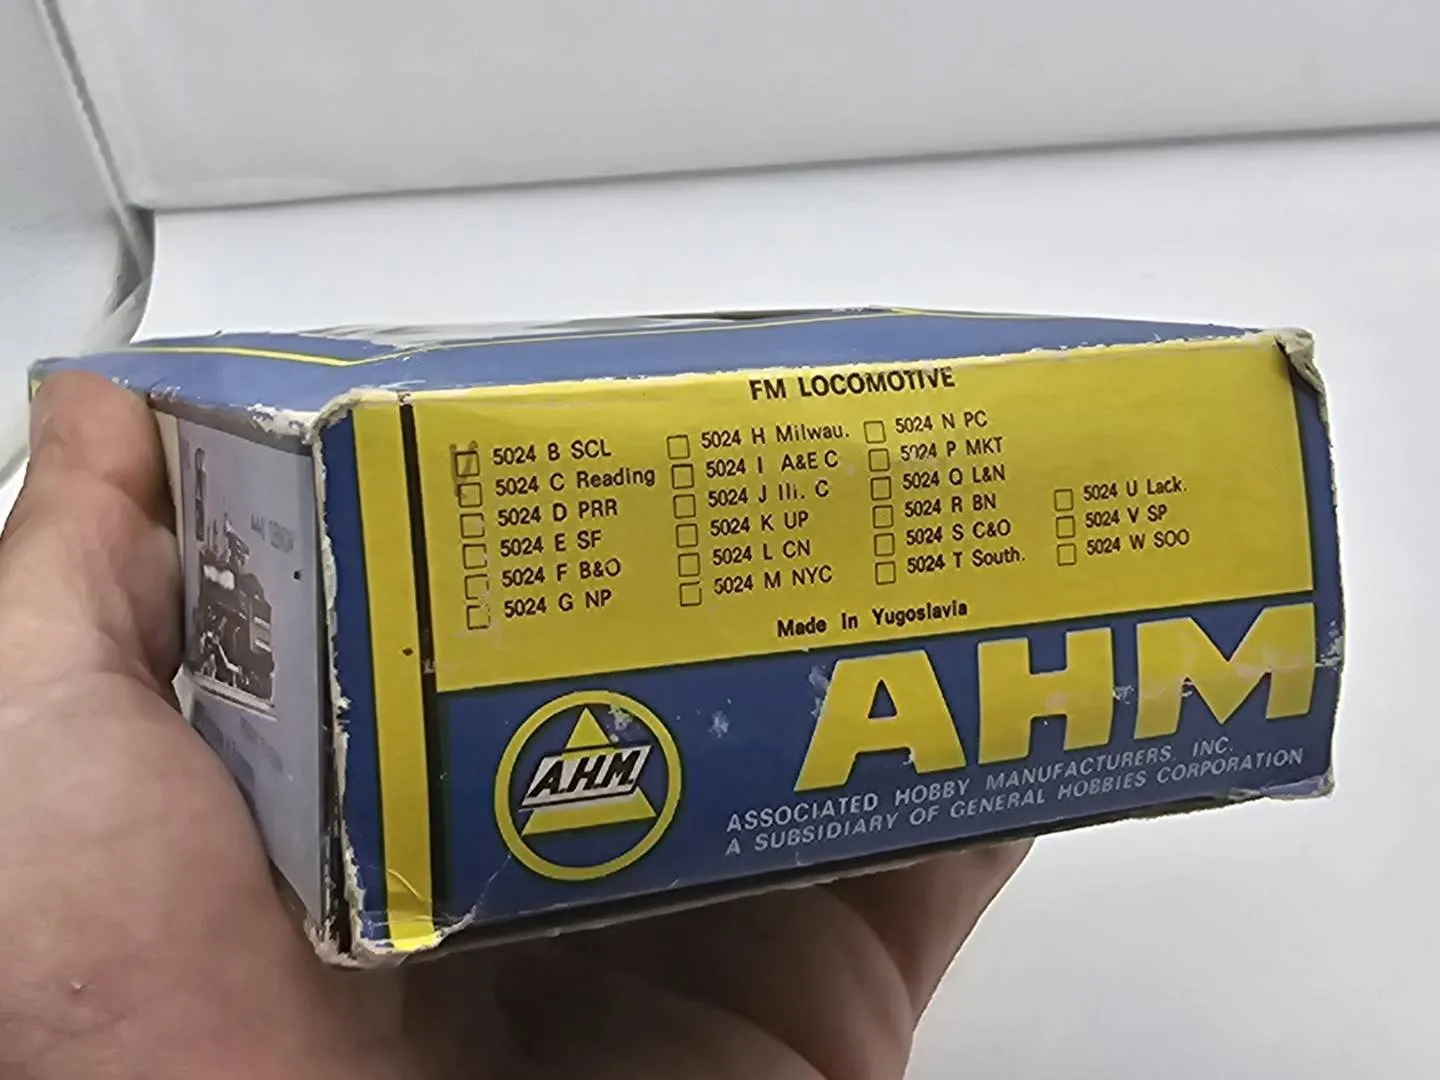 FM LOCOMOTIVE
5024 B SCL
5024 C Reading
5024 D PRR
5024 E SF
5024 F B&O
5024 G NP
5024 H Milwau.
5024 I A&E C
5024 J Ill. C
5024 K UP
5024 L CN
5024 M NYC
5024 N PC
5024 P MKT
5024 Q L&N
5024 R BN
5024 S C&O
5024 T South.
5024 U Lack.
5024 V SP
5024 W SOO
Made In Yugoslavia
A.H.M.
AHM
ASSOCIATED HOBBY MANUFACTURERS, INC.
A SUBSIDIARY OF GENERAL HOBBIES CORPORATION